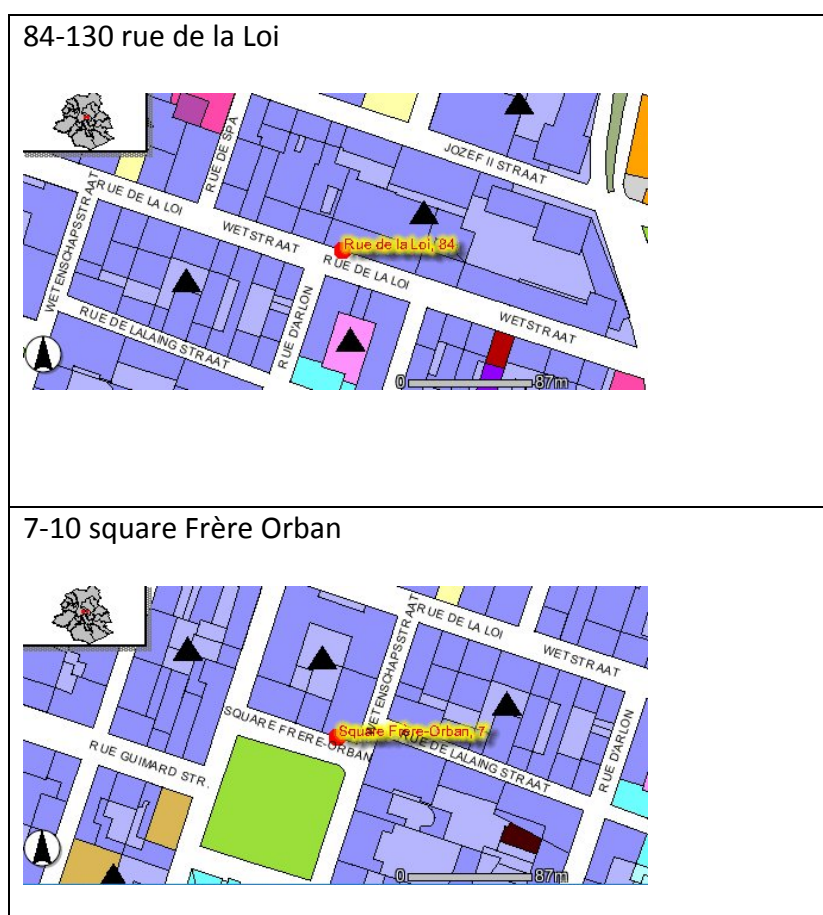 84-130 rue de la Loi
RUE DE SPA
JOZEF II STRAAT
RUE DE LA LOI
WETSTRAAT
Rue de la Loi, 84
RUE DE LA LOI
WETENSCHAPSSTRAAT
RUE DE LALAING STRAAT
RUE D'ARLON
WETSTRAAT
0 87m
7-10 square Frère Orban
RUE DE LA LOI
WETSTRAAT
WETENSCHAPSSTRAAT
SQUARE FRERE-ORBAN
Square Frere-Orban, 7
RUE DE LALAING STRAAT
RUE D'ARLON
RUE GUIMARD STR.
0 87m